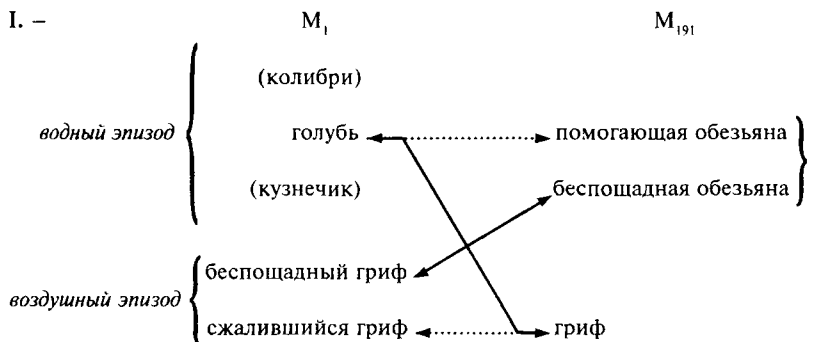 I. – M₁ M₁₉₁
(колибри)
водный эпизод голубь помогающая обезьяна
(кузнечик) беспощадная обезьяна
беспощадный гриф
воздушный эпизод
сжалившийся гриф гриф